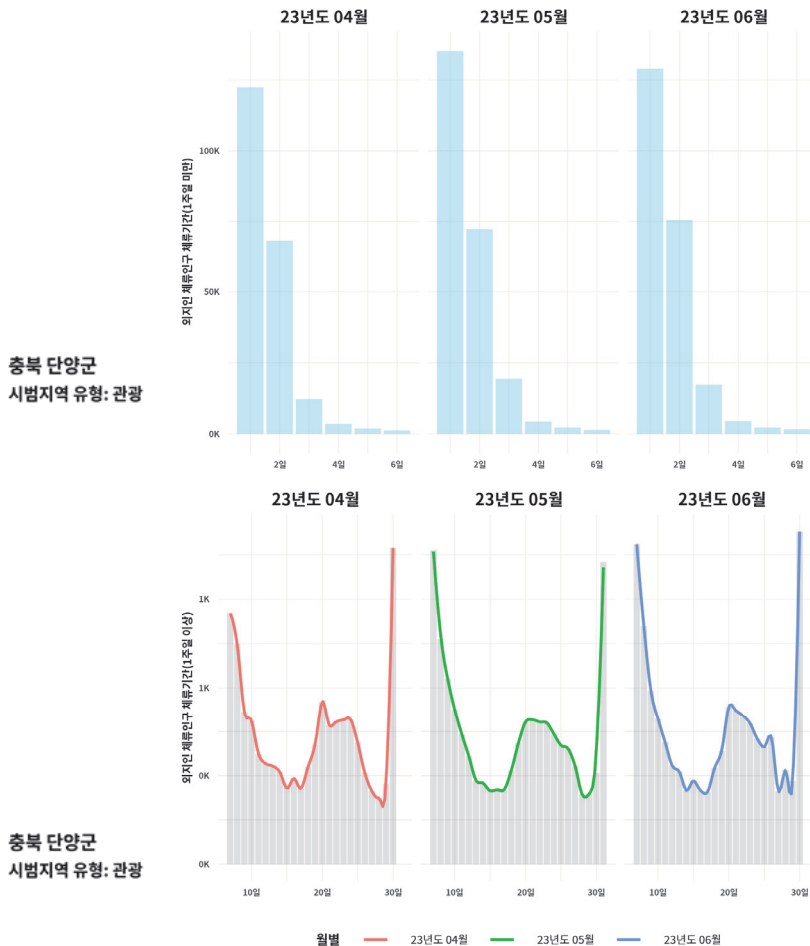 23년도 04월
23년도 05월
23년도 06월
외지인 체류인구 체류기간(1주일 미만)
100K
50K
0K
2일
4일
6일
2일
4일
6일
2일
4일
6일
충북 단양군
시범지역 유형: 관광
23년도 04월
23년도 05월
23년도 06월
외지인 체류인구 체류기간(1주일 이상)
1K
1K
0K
0K
10일
20일
30일
10일
20일
30일
10일
20일
30일
충북 단양군
시범지역 유형: 관광
월별
23년도 04월
23년도 05월
23년도 06월